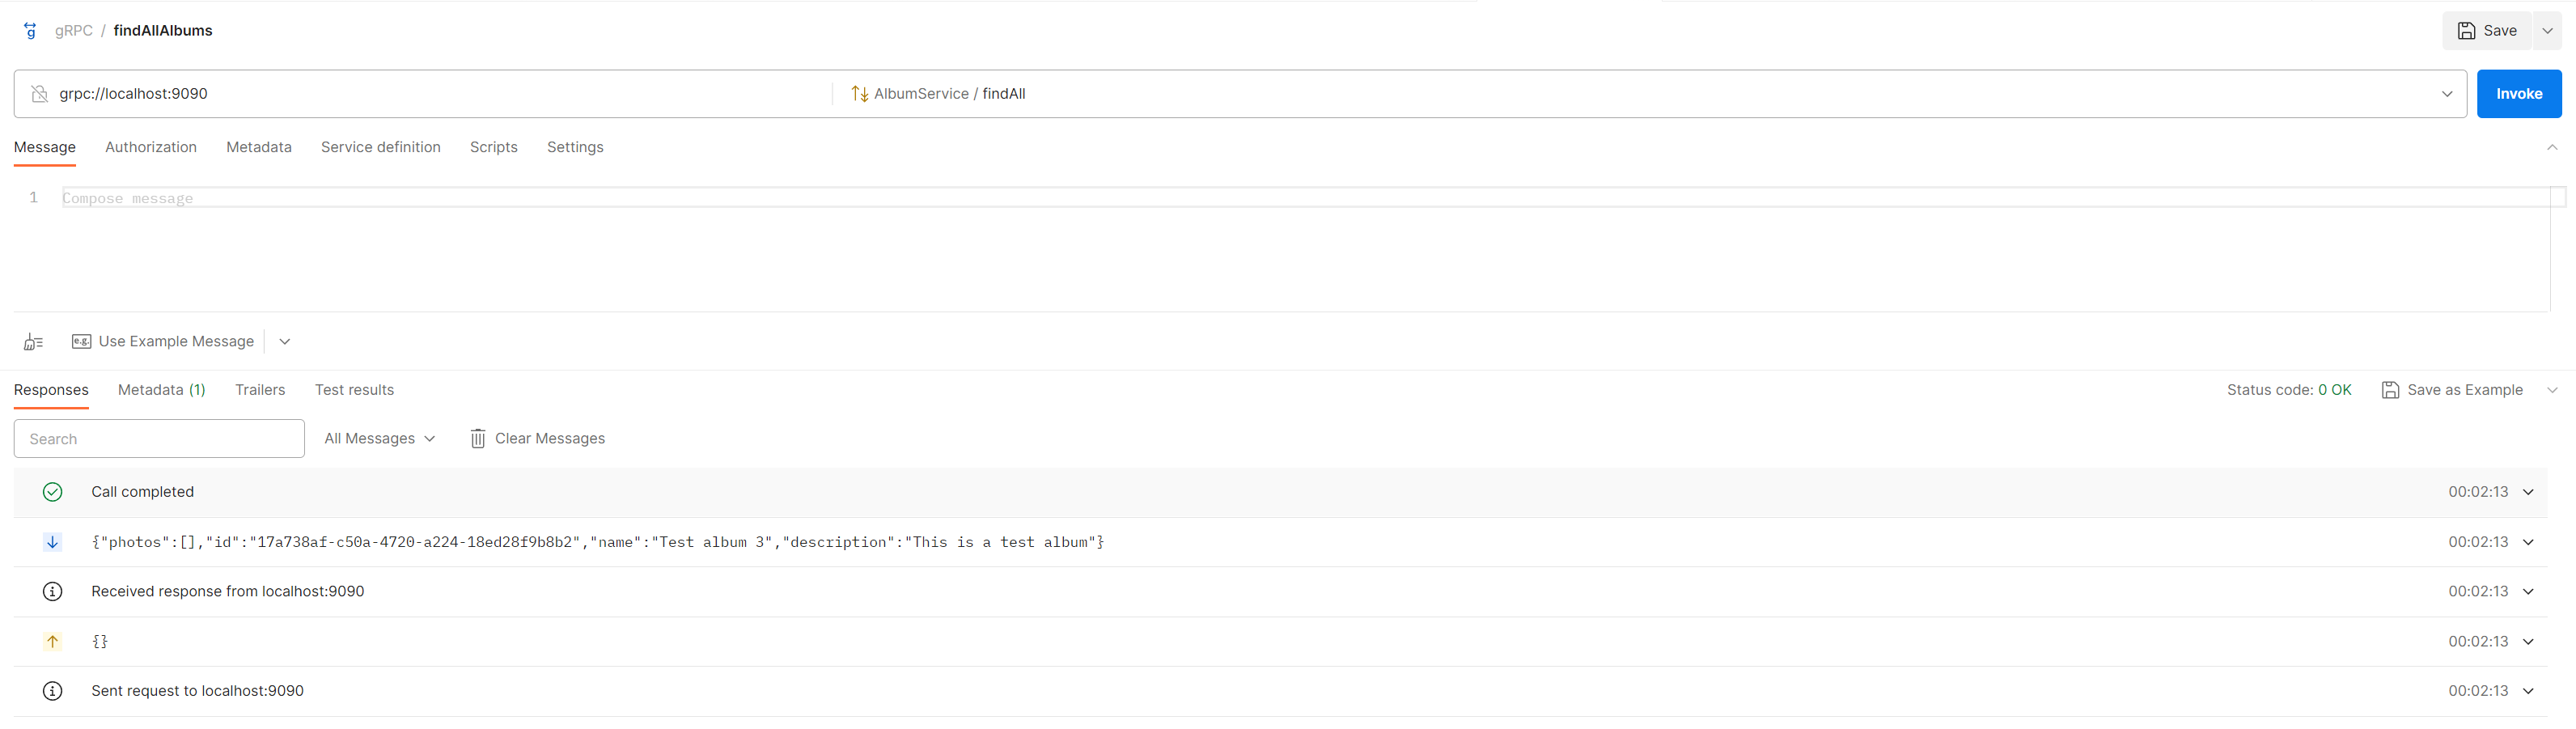 gRPC / findAllAlbums
Save
grpc://localhost:9090
AlbumService / findAll
Invoke
Message Authorization Metadata Service definition Scripts Settings
1 Compose message
e.g. Use Example Message
Responses Metadata (1) Trailers Test results
Status code: 0 OK Save as Example
Search All Messages Clear Messages
Call completed 00:02:13
{"photos":[],"id":"17a738af-c50a-4720-a224-18ed28f9b8b2","name":"Test album 3","description":"This is a test album"} 00:02:13
Received response from localhost:9090 00:02:13
{} 00:02:13
Sent request to localhost:9090 00:02:13